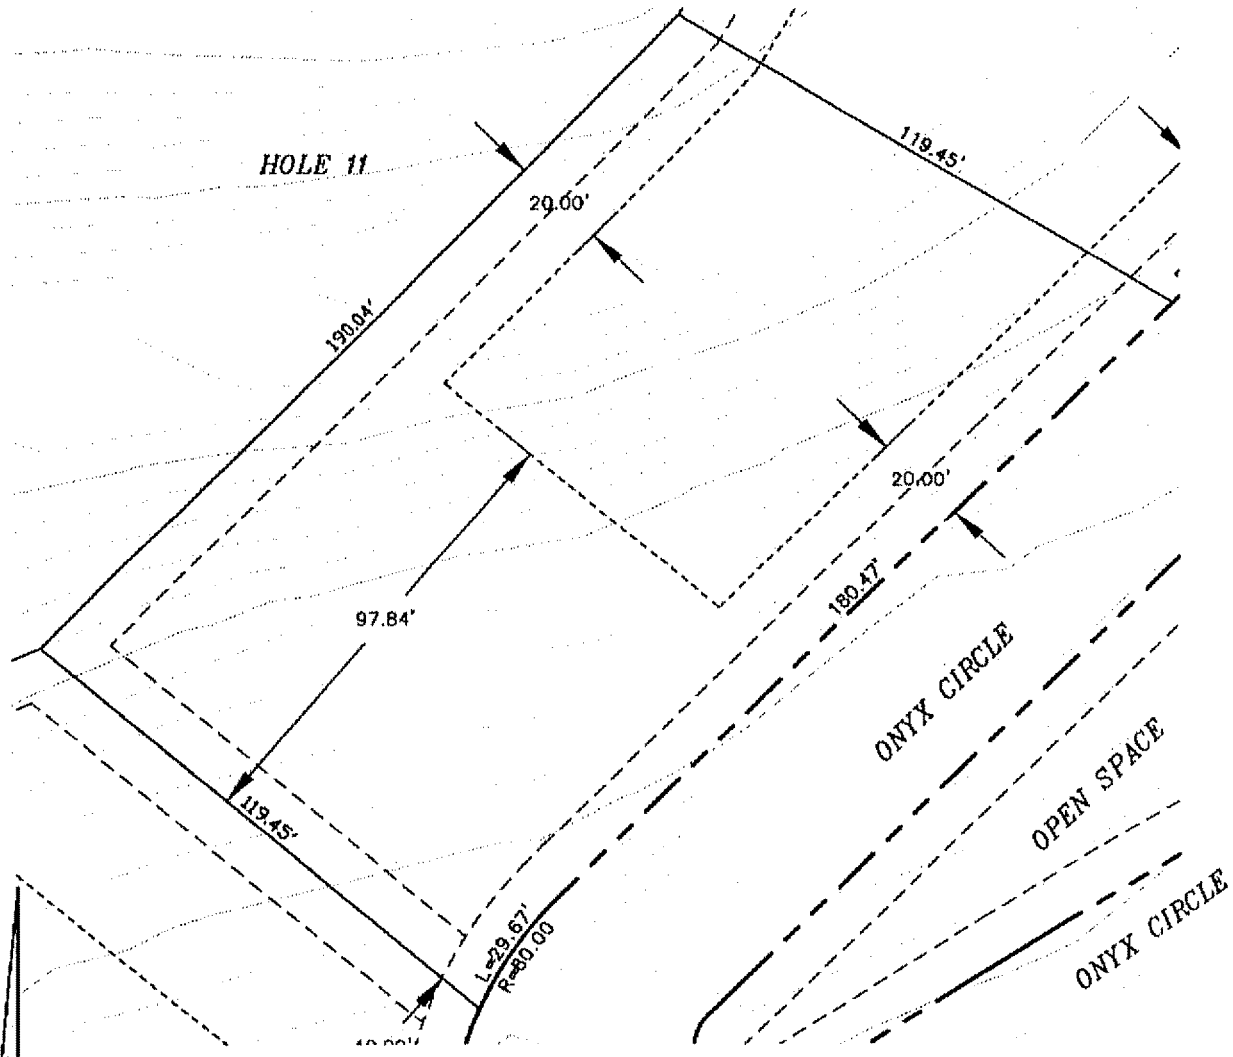 119.45'
HOLE 11
20.00'
190.04'
20.00'
180.47'
97.84'
ONYX CIRCLE
OPEN SPACE
119.45'
L=29.67'
R=80.00
ONYX CIRCLE